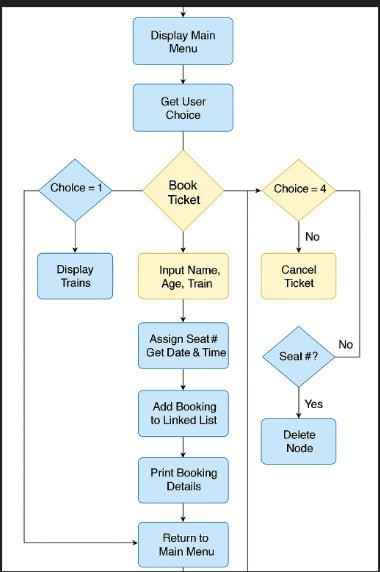 Display Main
Menu
Get User
Choice
Choice = 1
Book
Ticket
Choice = 4
No
Display
Trains
Input Name,
Age, Train
Cancel
Ticket
Assign Seat #
Get Date & Time
Seat #?
No
Yes
Add Booking
to Linked List
Delete
Node
Print Booking
Details
Return to
Main Menu